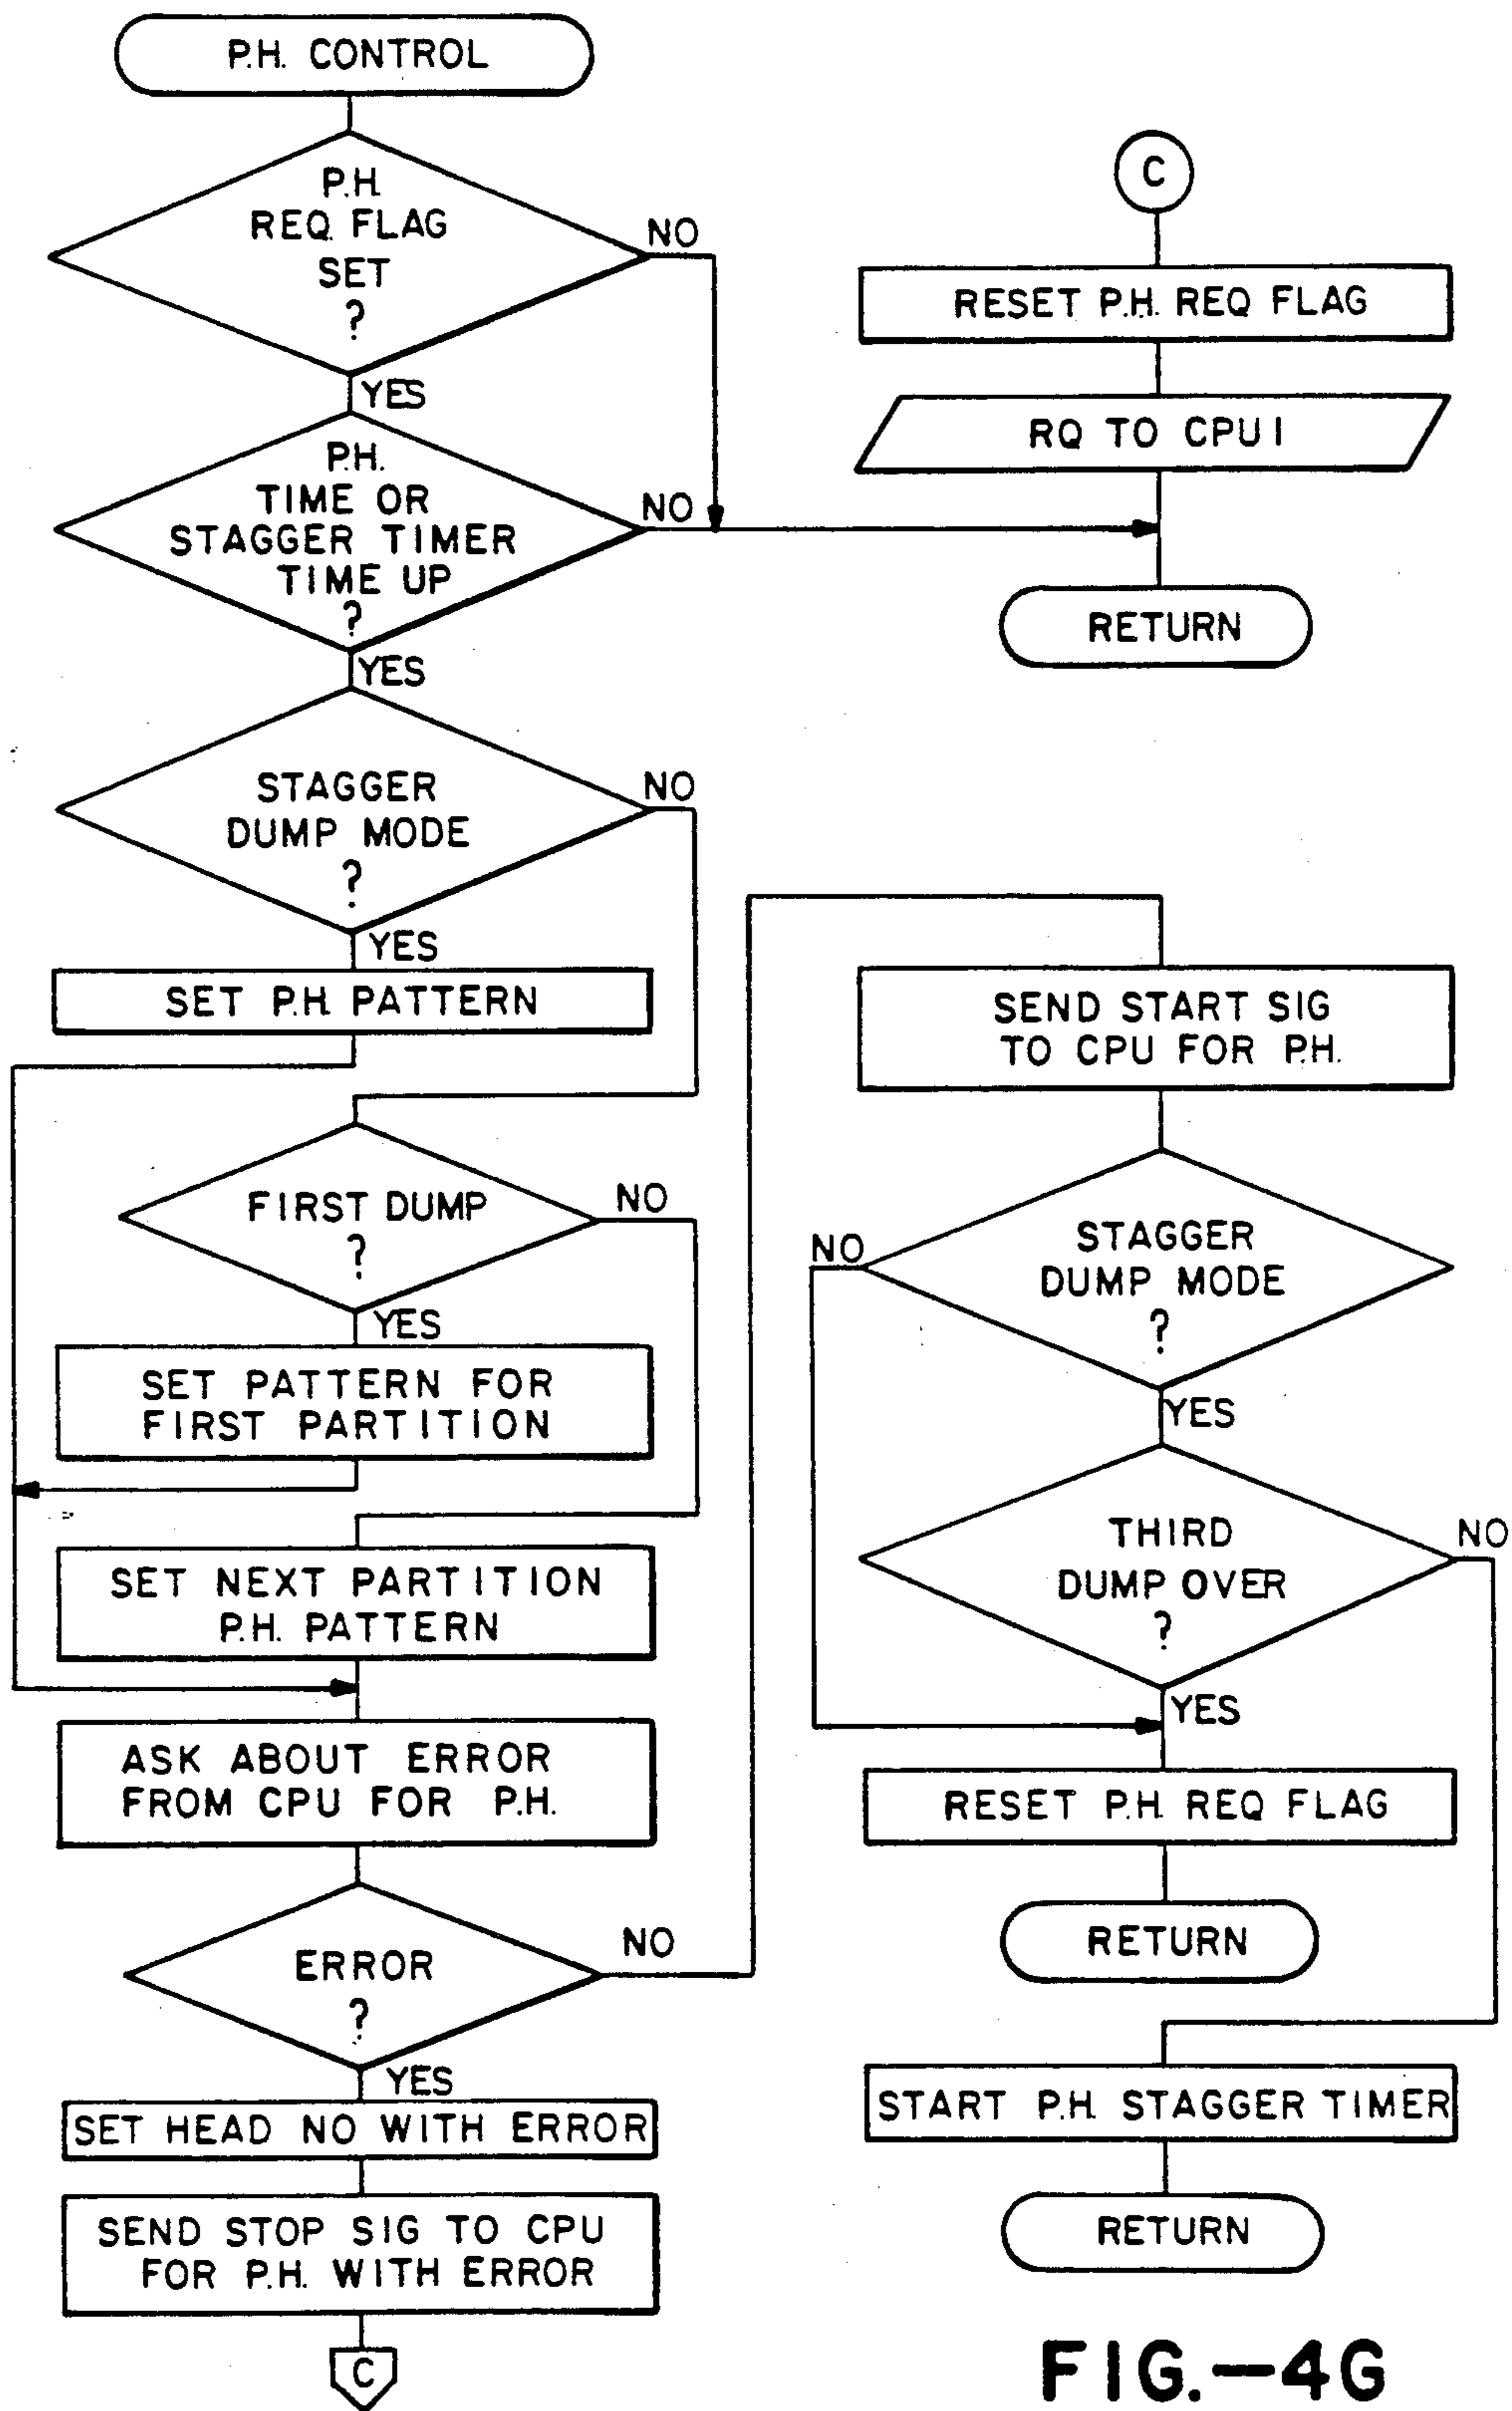 P.H. CONTROL
P.H.
REQ. FLAG
SET
?
NO
YES
P.H.
TIME OR
STAGGER TIMER
TIME UP
?
NO
YES
STAGGER
DUMP MODE
?
NO
YES
SET P.H. PATTERN
FIRST DUMP
?
NO
YES
SET PATTERN FOR
FIRST PARTITION
SET NEXT PARTITION
P.H. PATTERN
ASK ABOUT ERROR
FROM CPU FOR P.H.
ERROR
?
NO
YES
SET HEAD NO WITH ERROR
SEND STOP SIG TO CPU
FOR P.H. WITH ERROR
C
C
RESET P.H. REQ FLAG
RQ TO CPU I
RETURN
SEND START SIG
TO CPU FOR P.H.
STAGGER
DUMP MODE
?
NO
YES
THIRD
DUMP OVER
?
NO
YES
RESET P.H. REQ FLAG
RETURN
START P.H. STAGGER TIMER
RETURN
FIG.—4G